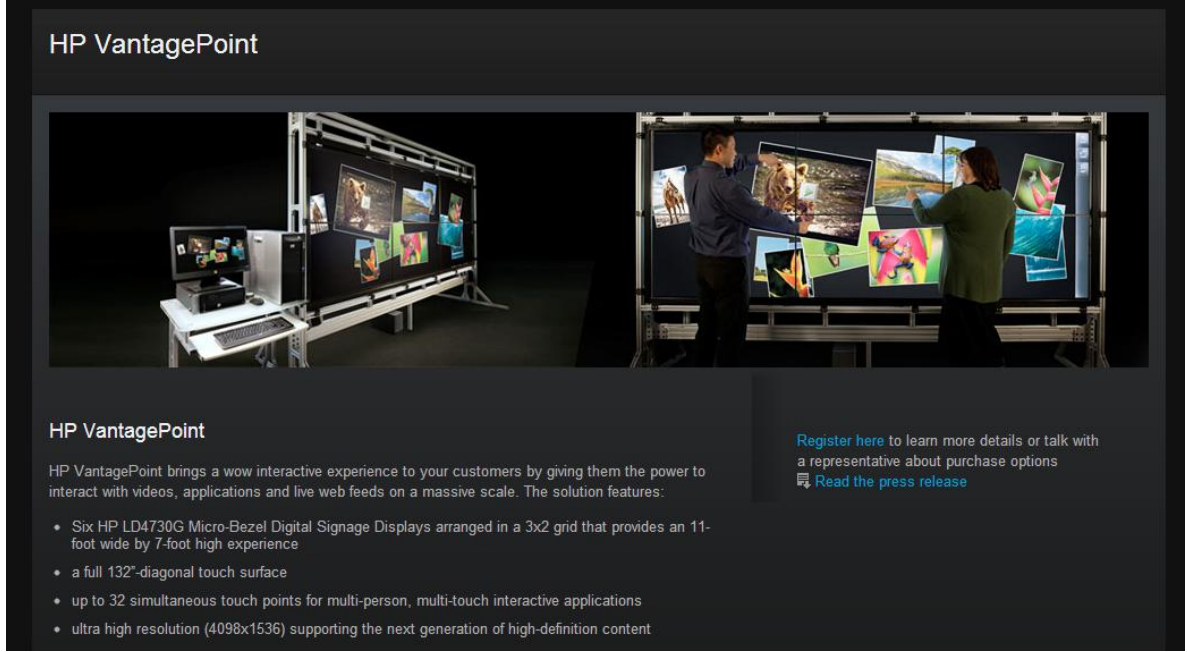 HP VantagePoint
HP VantagePoint
HP VantagePoint brings a wow interactive experience to your customers by giving them the power to
interact with videos, applications and live web feeds on a massive scale. The solution features:
• Six HP LD4730G Micro-Bezel Digital Signage Displays arranged in a 3x2 grid that provides an 11-
foot wide by 7-foot high experience
• a full 132”-diagonal touch surface
• up to 32 simultaneous touch points for multi-person, multi-touch interactive applications
• ultra high resolution (4098x1536) supporting the next generation of high-definition content
Register here to learn more details or talk with
a representative about purchase options
Read the press release